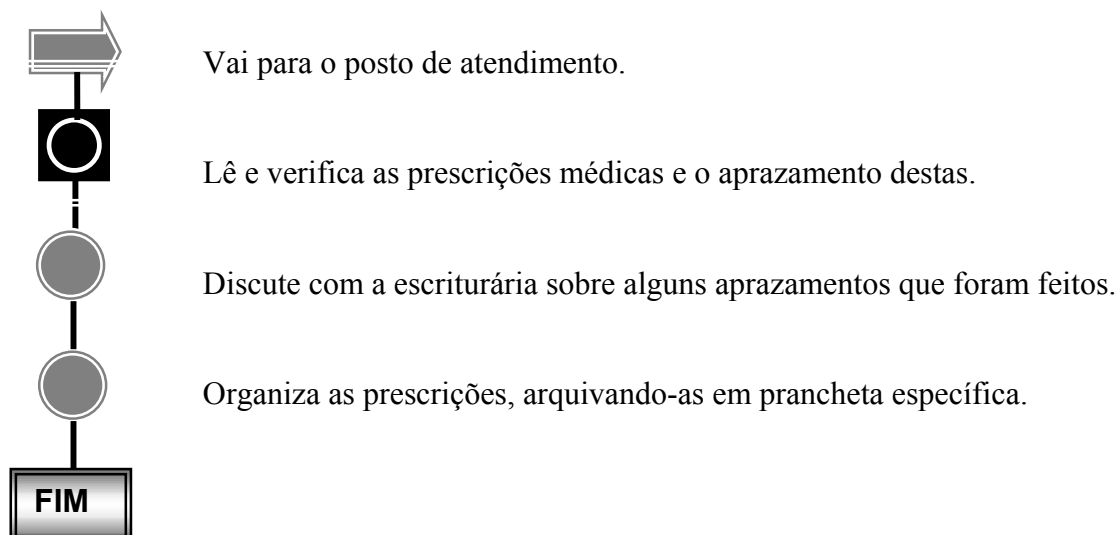 Vai para o posto de atendimento.
Lê e verifica as prescrições médicas e o aprazamento destas.
Discute com a escriturária sobre alguns aprazamentos que foram feitos.
Organiza as prescrições, arquivando-as em prancheta específica.
FIM